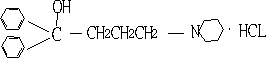 OH
C — CH2CH2CH2 — N · HCL